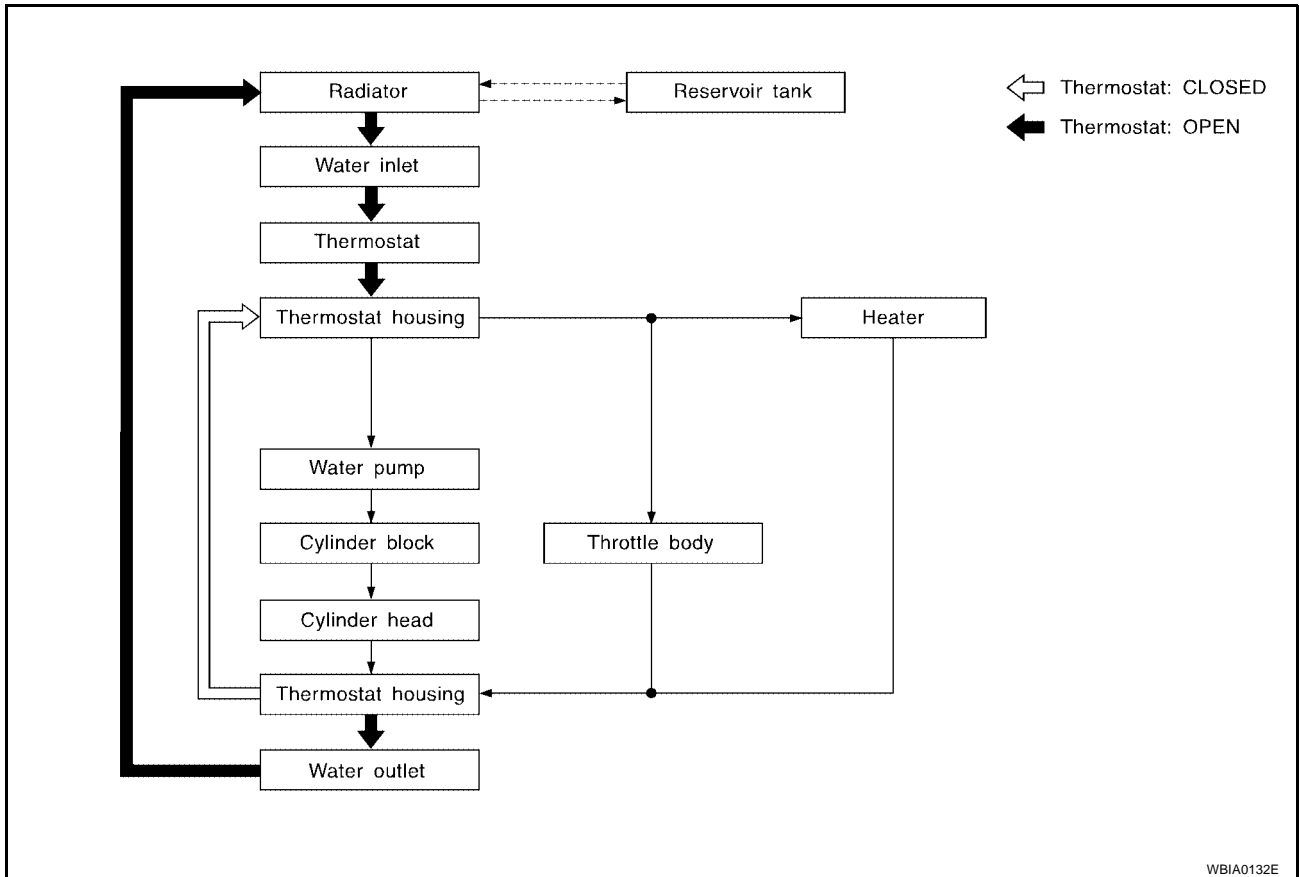 Radiator
Reservoir tank
Thermostat: CLOSED
Thermostat: OPEN
Water inlet
Thermostat
Thermostat housing
Heater
Water pump
Cylinder block
Throttle body
Cylinder head
Thermostat housing
Water outlet
WBIA0132E